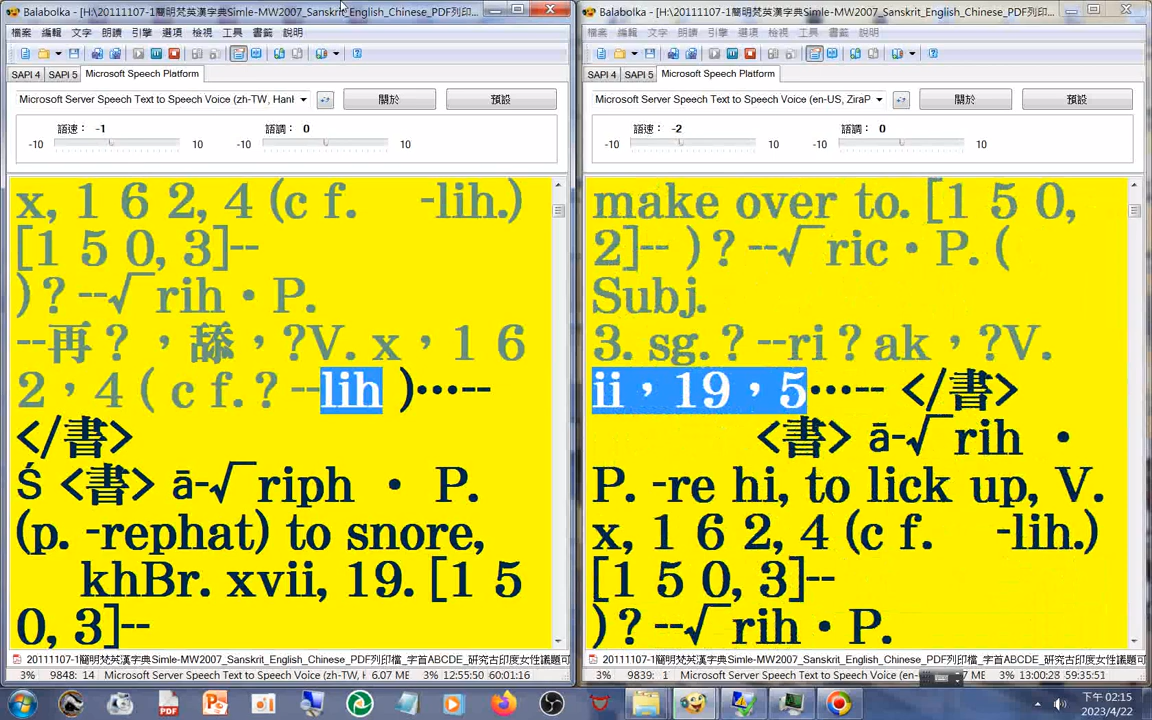 Balabolka - [H:\20111107-1簡明梵英漢字典Simle-MW2007_Sanskrit_English_Chinese_PDF列印...
檔案 編輯 文字 朗讀 引擎 選項 檢視 工具 書籤 說明
SAPI 4 SAPI 5 Microsoft Speech Platform
Microsoft Server Speech Text to Speech Voice (zh-TW, HanI
關於 預設
語速： -1 語調： 0
-10 10 -10 10
x, 1 6 2, 4 (c f. -lih.)
[1 5 0, 3]--
)? --√ rih • P.
--再?，舔，?V. x，1 6
2，4 ( c f.? --lih )…--
</書>
Ś <書> ā-√riph • P.
(p. -rephat) to snore,
khBr. xvii, 19. [1 5
0, 3]--
20111107-1簡明梵英漢字典Simle-MW2007_Sanskrit_English_Chinese_PDF列印檔_字首ABCDE_研究古印度女性議題可
3% 9848: 14 Microsoft Server Speech Text to Speech Voice (zh-TW, H 6.07 ME 3% 12:55:50 60:01:16
Balabolka - [H:\20111107-1簡明梵英漢字典Simle-MW2007_Sanskrit_English_Chinese_PDF列印...
檔案 編輯 文字 朗讀 引擎 選項 檢視 工具 書籤 說明
SAPI 4 SAPI 5 Microsoft Speech Platform
Microsoft Server Speech Text to Speech Voice (en-US, ZiraP
關於 預設
語速： -2 語調： 0
-10 10 -10 10
make over to. [1 5 0,
2]-- )? --√ ric • P. (
Subj.
3. sg.? --ri?ak，?V.
ii，19，5…-- </書>
<書> ā-√rih •
P. -re hi, to lick up, V.
x, 1 6 2, 4 (c f. -lih.)
[1 5 0, 3]--
)? --√rih • P.
20111107-1簡明梵英漢字典Simle-MW2007_Sanskrit_English_Chinese_PDF列印檔_字首ABCDE_研究古印度女性議題可
3% 9839: 1 Microsoft Server Speech Text to Speech Voice (en-US, 3% 13:00:28 59:35:51
下午 02:15
2023/4/22